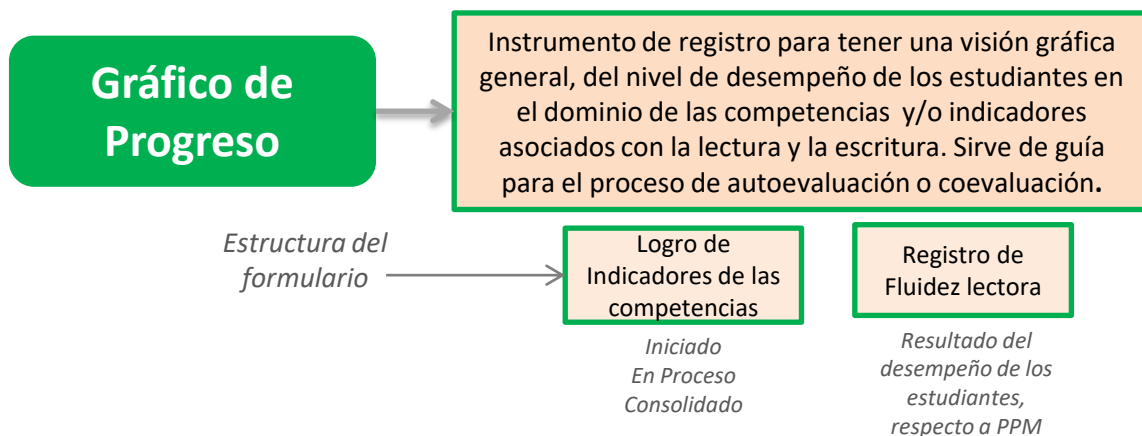 Gráfico de
Progreso
Instrumento de registro para tener una visión gráfica
general, del nivel de desempeño de los estudiantes en
el dominio de las competencias y/o indicadores
asociados con la lectura y la escritura. Sirve de guía
para el proceso de autoevaluación o coevaluación.
Estructura del
formulario
Logro de
Indicadores de las
competencias
Iniciado
En Proceso
Consolidado
Registro de
Fluidez lectora
Resultado del
desempeño de los
estudiantes,
respecto a PPM